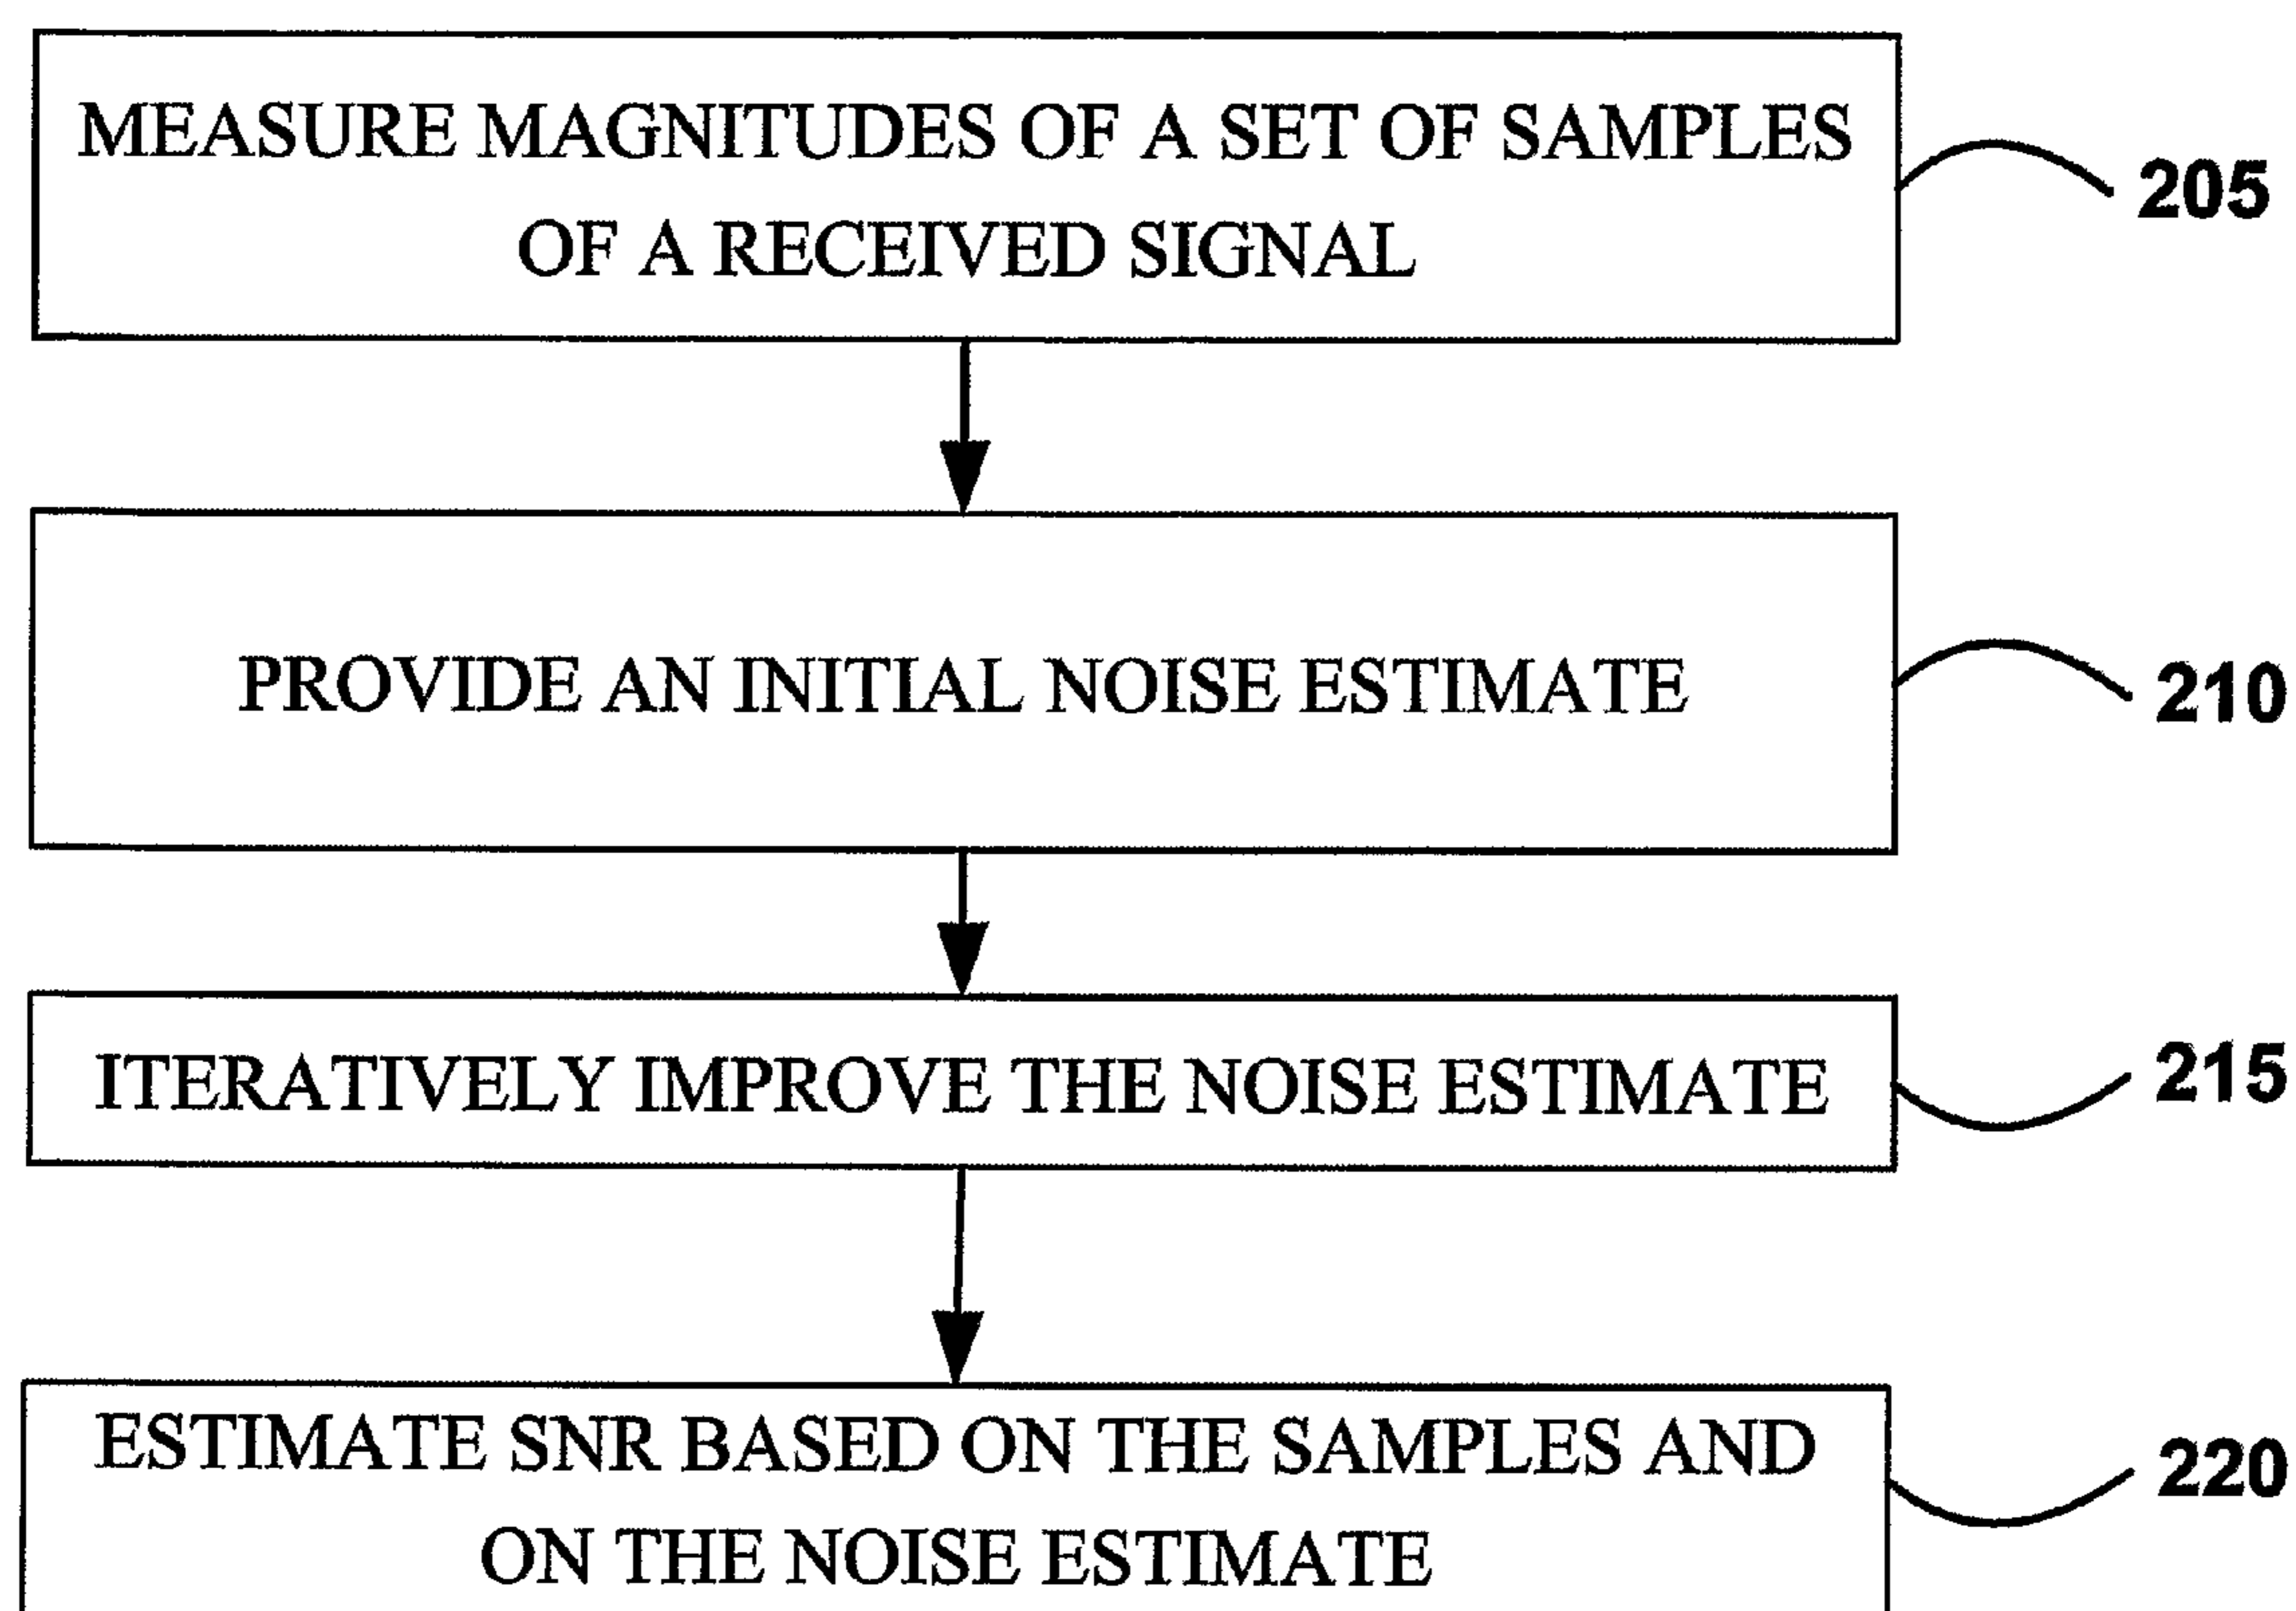 MEASURE MAGNITUDES OF A SET OF SAMPLES
OF A RECEIVED SIGNAL
205
PROVIDE AN INITIAL NOISE ESTIMATE
210
ITERATIVELY IMPROVE THE NOISE ESTIMATE
215
ESTIMATE SNR BASED ON THE SAMPLES AND
ON THE NOISE ESTIMATE
220